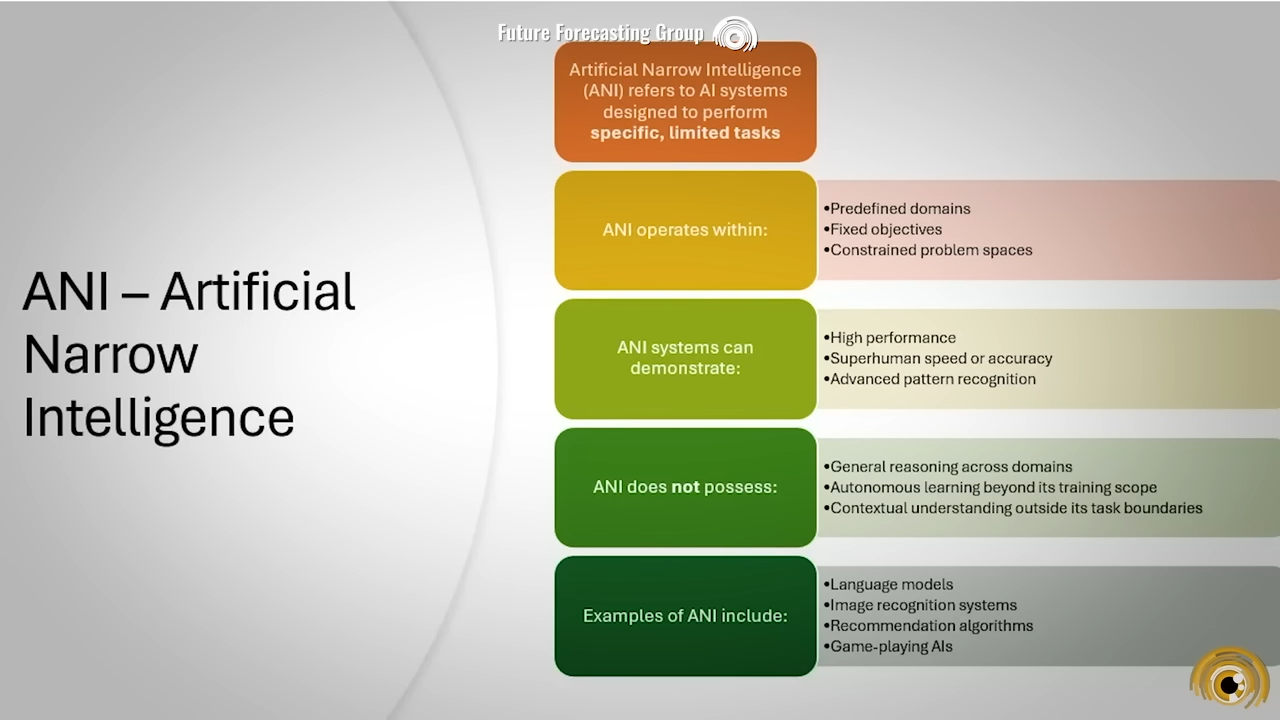 Future Forecasting Group
ANI – Artificial
Narrow
Intelligence
Artificial Narrow Intelligence
(ANI) refers to AI systems
designed to perform
specific, limited tasks
ANI operates within:
•Predefined domains
•Fixed objectives
•Constrained problem spaces
ANI systems can
demonstrate:
•High performance
•Superhuman speed or accuracy
•Advanced pattern recognition
ANI does not possess:
•General reasoning across domains
•Autonomous learning beyond its training scope
•Contextual understanding outside its task boundaries
Examples of ANI include:
•Language models
•Image recognition systems
•Recommendation algorithms
•Game-playing AIs